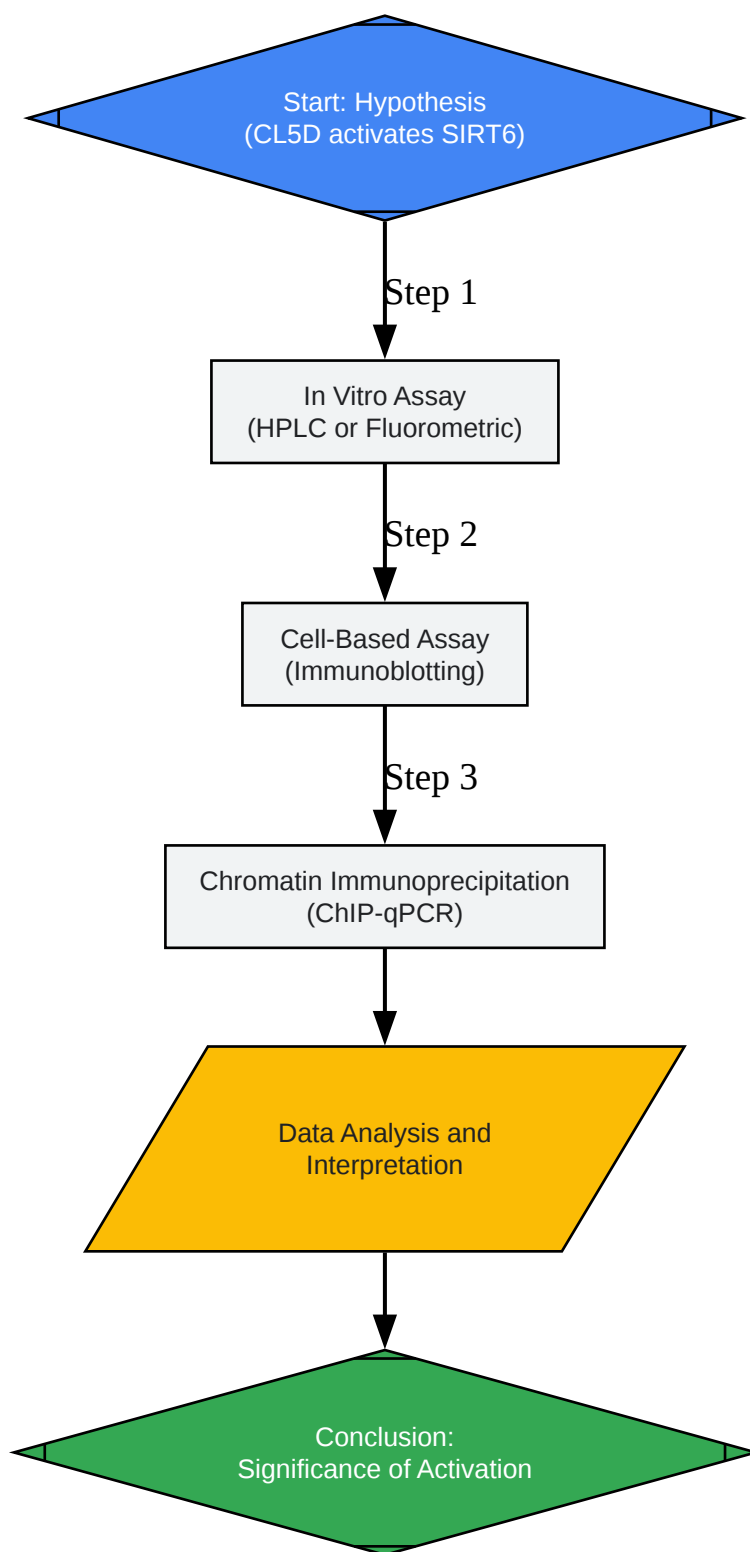 Start: Hypothesis
(CL5D activates SIRT6)
Step 1
In Vitro Assay
(HPLC or Fluorometric)
Step 2
Cell-Based Assay
(Immunoblotting)
Step 3
Chromatin Immunoprecipitation
(ChIP-qPCR)
Data Analysis and
Interpretation
Conclusion:
Significance of Activation